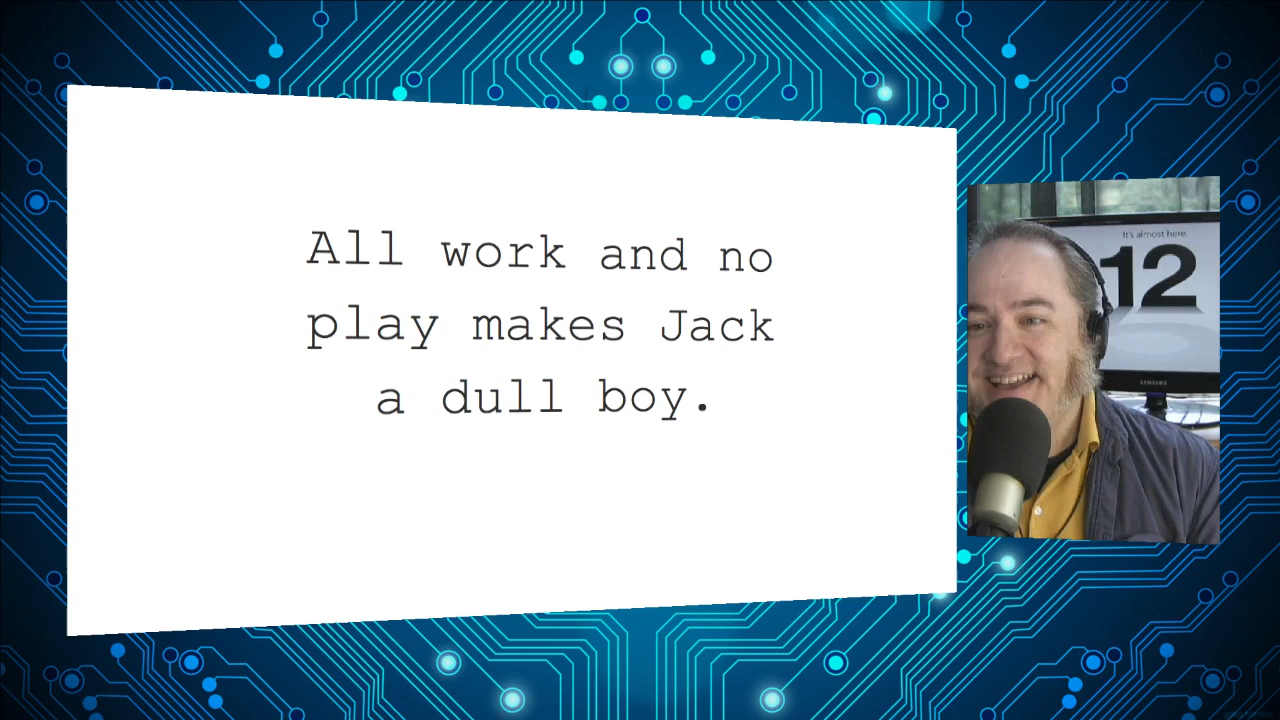 All work and no
play makes Jack
a dull boy.
It's almost here.
12
SAMSUNG